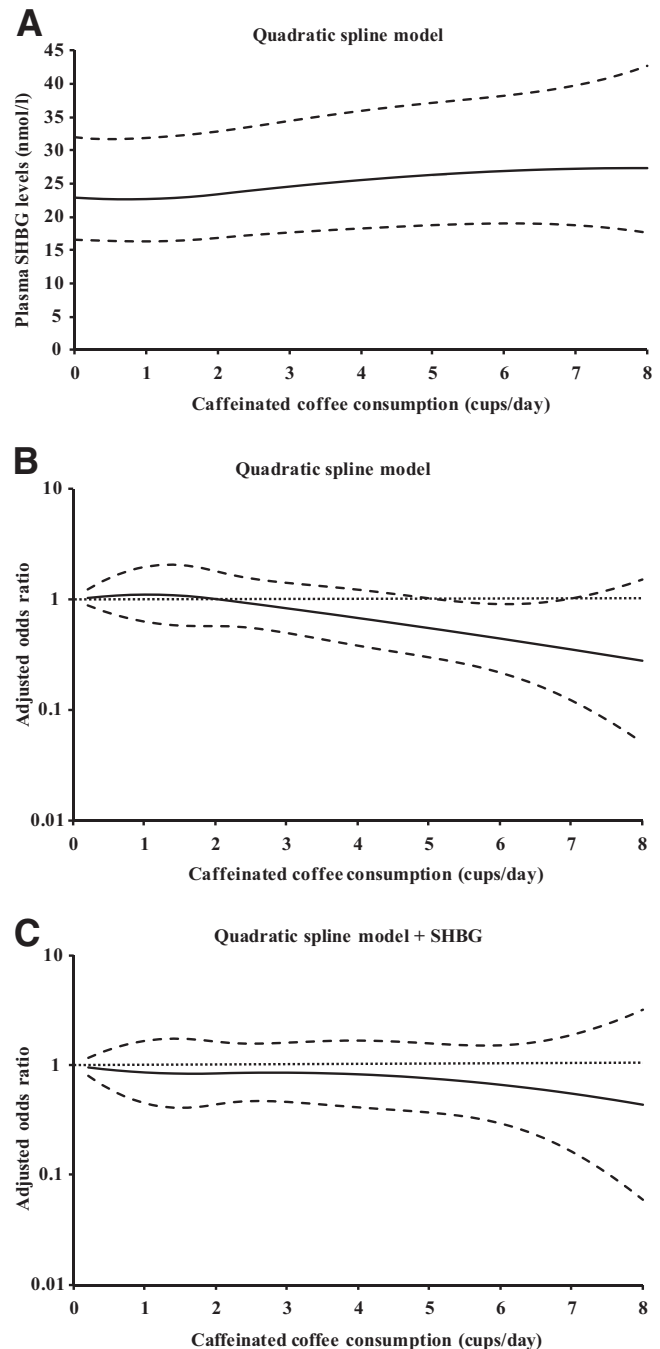 A
Quadratic spline model
45
40
35
30
25
20
15
10
5
0
Plasma SHBG levels (nmol/l)
0 1 2 3 4 5 6 7 8
Caffeinated coffee consumption (cups/day)
B
Quadratic spline model
10
1
0.1
0.01
Adjusted odds ratio
0 1 2 3 4 5 6 7 8
Caffeinated coffee consumption (cups/day)
C
Quadratic spline model + SHBG
10
1
0.1
0.01
Adjusted odds ratio
0 1 2 3 4 5 6 7 8
Caffeinated coffee consumption (cups/day)